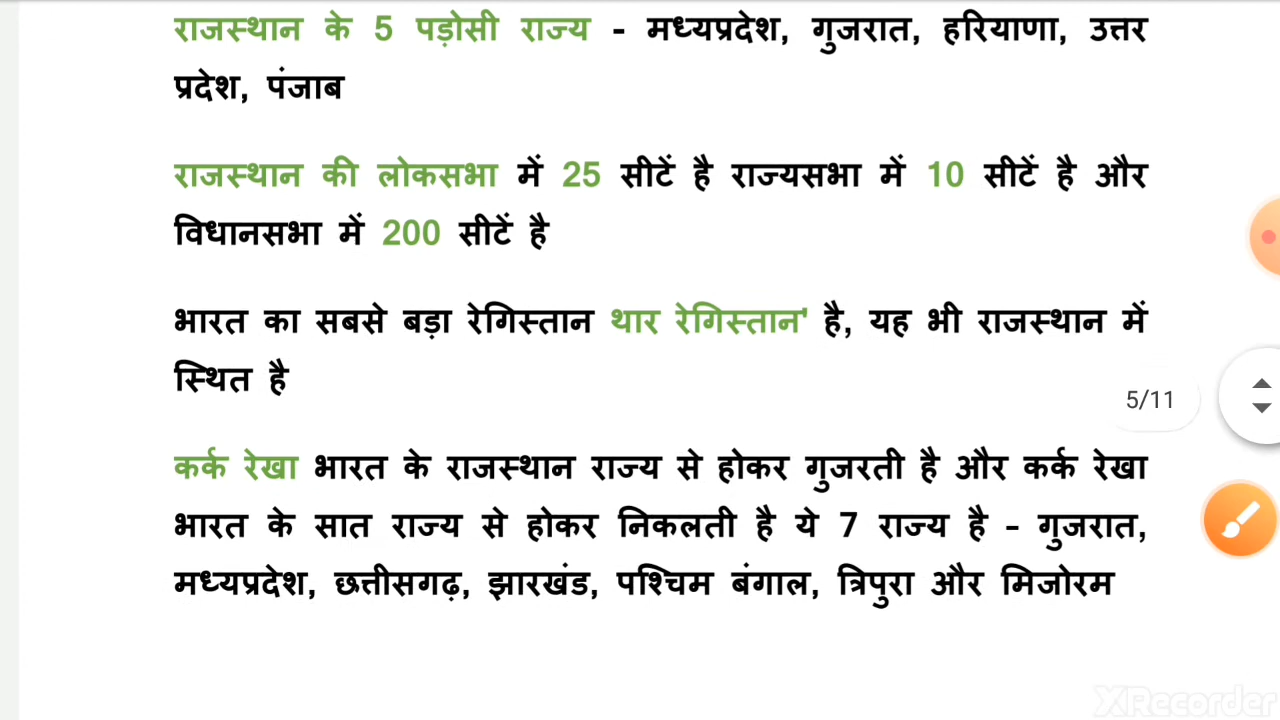 राजस्थान के 5 पड़ोसी राज्य - मध्यप्रदेश, गुजरात, हरियाणा, उत्तर
प्रदेश, पंजाब
राजस्थान की लोकसभा में 25 सीटें है राज्यसभा में 10 सीटें है और
विधानसभा में 200 सीटें है
भारत का सबसे बड़ा रेगिस्तान थार रेगिस्तान' है, यह भी राजस्थान में
स्थित है
5/11
कर्क रेखा भारत के राजस्थान राज्य से होकर गुजरती है और कर्क रेखा
भारत के सात राज्य से होकर निकलती है ये 7 राज्य है – गुजरात,
मध्यप्रदेश, छत्तीसगढ़, झारखंड, पश्चिम बंगाल, त्रिपुरा और मिजोरम
XRecorder